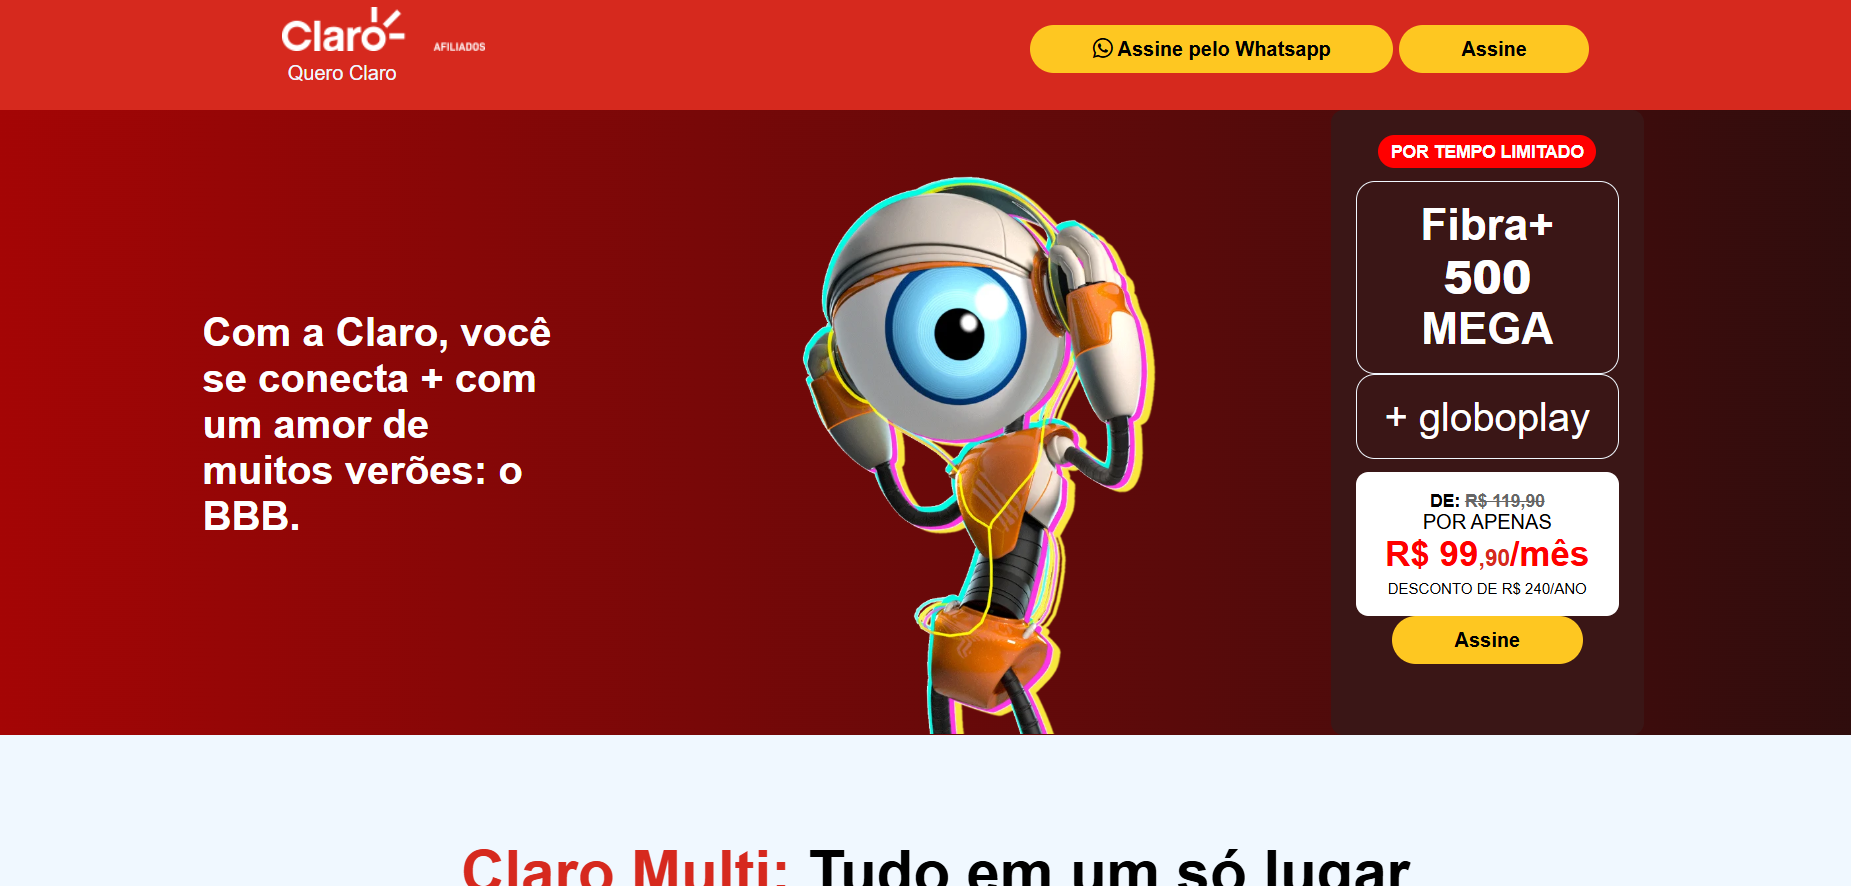 Claro
AFILIADOS
Quero Claro
Assine pelo Whatsapp
Assine
Com a Claro, você
se conecta + com
um amor de
muitos verões: o
BBB.
POR TEMPO LIMITADO
Fibra+
500
MEGA
+ globoplay
DE: R$ 119,90
POR APENAS
R$ 99,90/mês
DESCONTO DE R$ 240/ANO
Assine
Claro Multi: Tudo em um só lugar